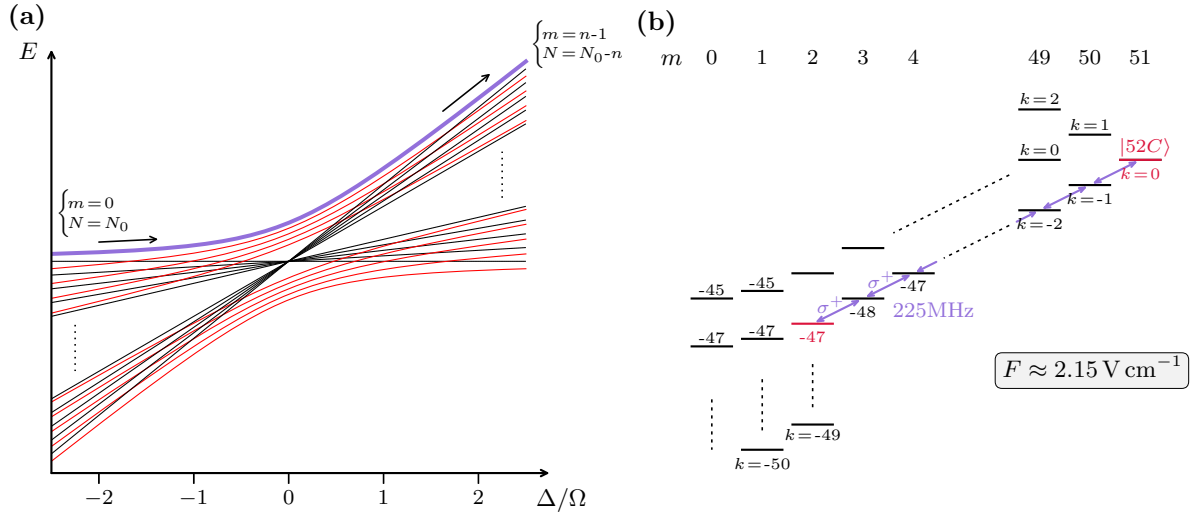 (a)
E
m = n-1
N = N₀-n
m = 0
N = N₀
−2
−1
0
1
2
Δ/Ω
(b)
m 0 1 2 3 4 49 50 51
k = 2
k = 1
k = 0
|52C⟩
k = 0
k = -1
k = -2
-45
-45
-47
-47
-47
-48
-47
σ⁺
σ⁺
225MHz
F ≈ 2.15 V cm⁻¹
k = -49
k = -50